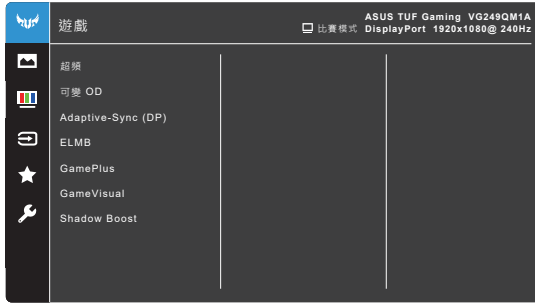 遊戲
比賽模式
ASUS TUF Gaming VG249QM1A
DisplayPort 1920x1080@ 240Hz
超頻
可變 OD
Adaptive-Sync (DP)
ELMB
GamePlus
GameVisual
Shadow Boost